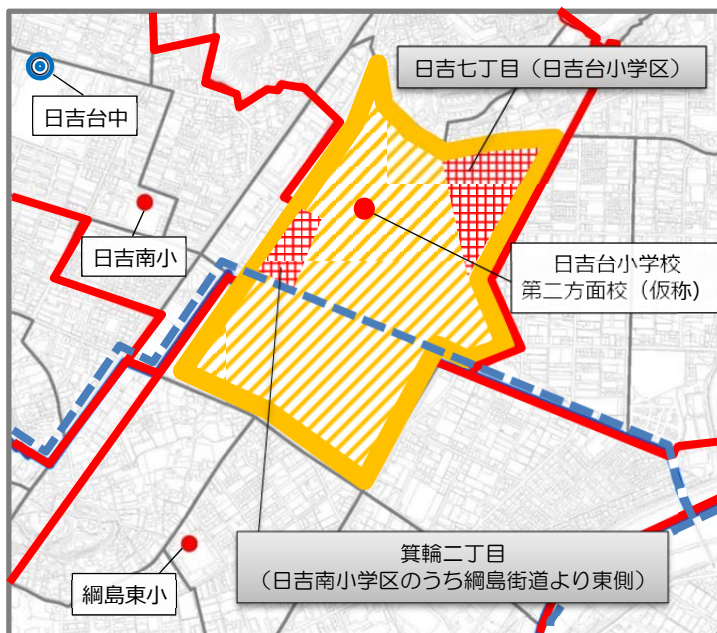 日吉七丁目（日吉台小学区）
日吉台中
日吉南小
日吉台小学校
第二方面校（仮称）
箕輪二丁目
（日吉南小学区のうち綱島街道より東側）
綱島東小